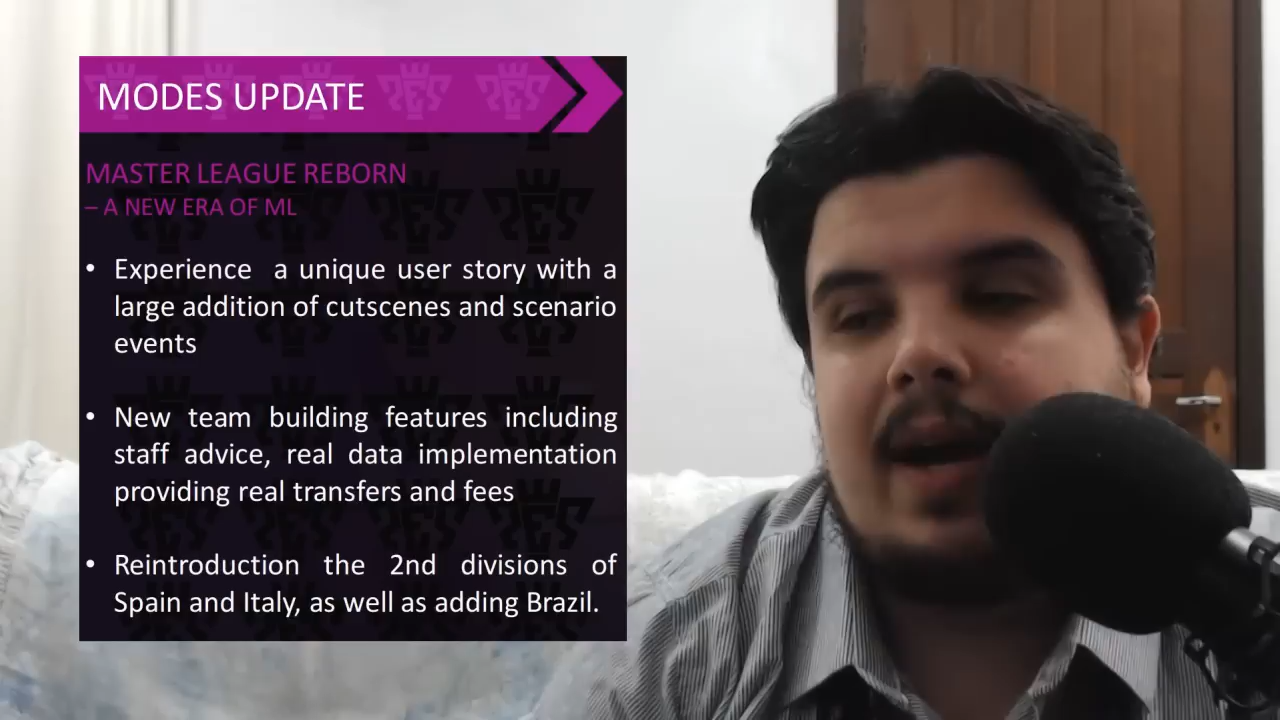 MODES UPDATE
MASTER LEAGUE REBORN
– A NEW ERA OF ML
• Experience a unique user story with a
large addition of cutscenes and scenario
events
• New team building features including
staff advice, real data implementation
providing real transfers and fees
• Reintroduction the 2nd divisions of
Spain and Italy, as well as adding Brazil.